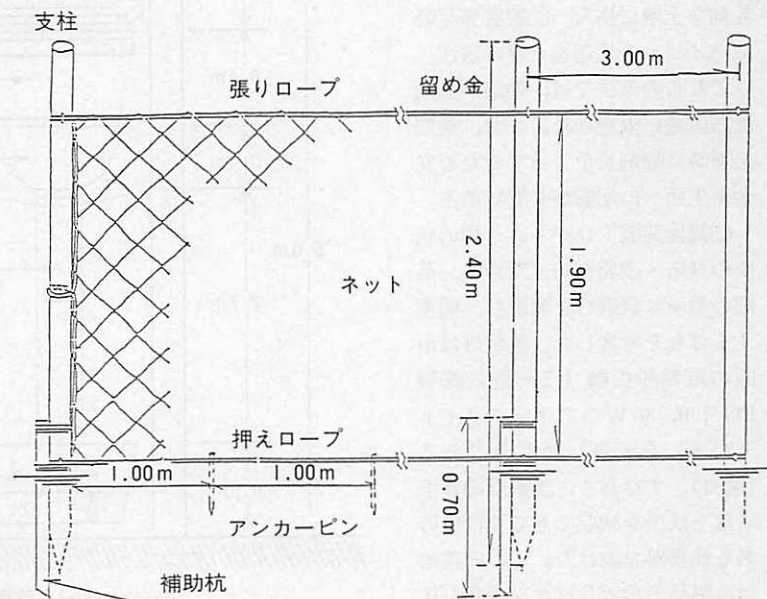 支柱
3.00m
張りロープ
留め金
2.40m
1.90m
ネット
押えロープ
1.00m
1.00m
0.70m
アンカーピン
補助杭